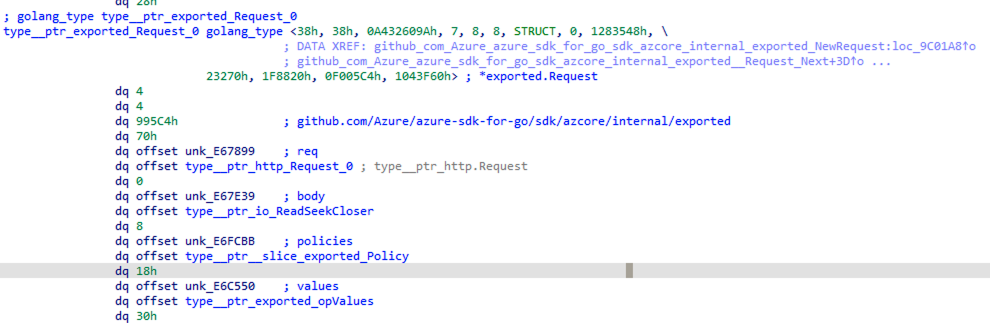 dq 28h
; golang_type type__ptr_exported_Request_0
type__ptr_exported_Request_0 golang_type <38h, 38h, 0A432609Ah, 7, 8, 8, STRUCT, 0, 1283548h, \
; DATA XREF: github_com_Azure_azure_sdk_for_go_sdk_azcore_internal_exported_NewRequest:loc_9C01A8↑o
; github_com_Azure_azure_sdk_for_go_sdk_azcore_internal_exported__Request_Next+3D↑o ...
23270h, 1F8820h, 0F005C4h, 1043F60h> ; *exported.Request
dq 4
dq 4
dq 995C4h ; github.com/Azure/azure-sdk-for-go/sdk/azcore/internal/exported
dq 70h
dq offset unk_E67899 ; req
dq offset type__ptr_http_Request_0 ; type__ptr_http.Request
dq 0
dq offset unk_E67E39 ; body
dq offset type__ptr_io_ReadSeekCloser
dq 8
dq offset unk_E6FCBB ; policies
dq offset type__ptr__slice_exported_Policy
dq 18h
dq offset unk_E6C550 ; values
dq offset type__ptr_exported_opValues
dq 30h